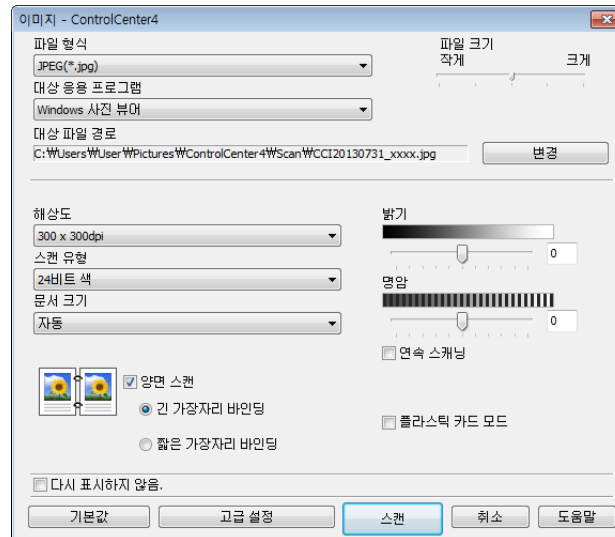 이미지 - ControlCenter4
파일 형식
JPEG(*.jpg)
파일 크기
작게 크게
대상 응용 프로그램
Windows 사진 뷰어
대상 파일 경로
C:₩Users₩User₩Pictures₩ControlCenter4₩Scan₩CCI20130731_xxxx.jpg
변경
해상도
300 x 300dpi
스캔 유형
24비트 색
문서 크기
자동
밝기
0
명암
0
연속 스캐닝
양면 스캔
긴 가장자리 바인딩
짧은 가장자리 바인딩
플라스틱 카드 모드
다시 표시하지 않음.
기본값 고급 설정 스캔 취소 도움말